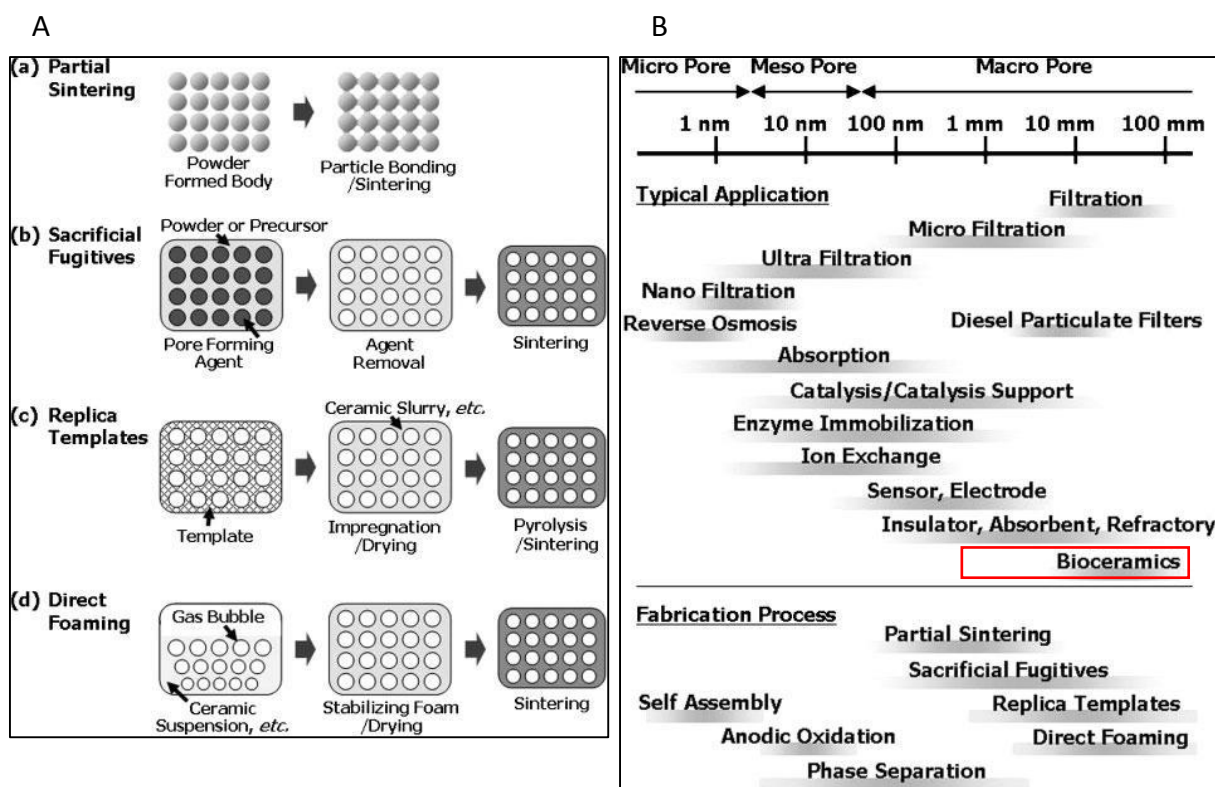 A
(a) Partial
Sintering
Powder
Formed Body
Particle Bonding
/Sintering
(b) Sacrificial
Fugitives
Powder or Precursor
Pore Forming
Agent
Agent
Removal
Sintering
(c) Replica
Templates
Ceramic Slurry, etc.
Template
Impregnation
/Drying
Pyrolysis
/Sintering
(d) Direct
Foaming
Gas Bubble
Ceramic
Suspension, etc.
Stabilizing Foam
/Drying
Sintering
B
Micro Pore Meso Pore Macro Pore
1 nm 10 nm 100 nm 1 mm 10 mm 100 mm
Typical Application
Filtration
Micro Filtration
Ultra Filtration
Nano Filtration
Reverse Osmosis Diesel Particulate Filters
Absorption
Catalysis/Catalysis Support
Enzyme Immobilization
Ion Exchange
Sensor, Electrode
Insulator, Absorbent, Refractory
Bioceramics
Fabrication Process
Partial Sintering
Sacrificial Fugitives
Self Assembly Replica Templates
Anodic Oxidation Direct Foaming
Phase Separation